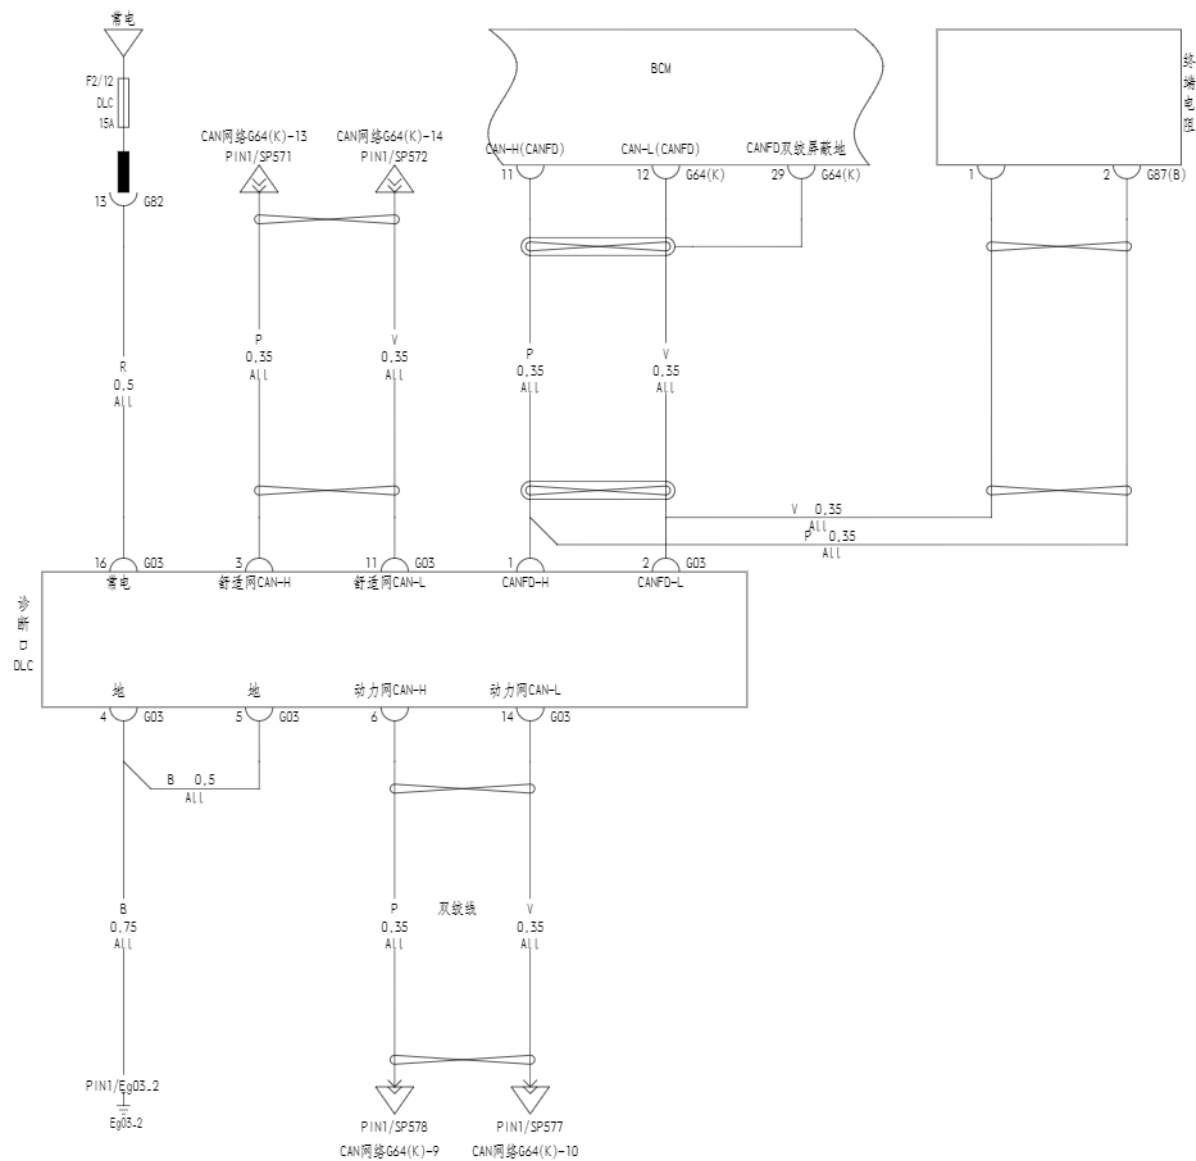 常电
F2/12
DLC
15A
13 G82
CAN网络G64(K)-13
PIN1/SP571
CAN网络G64(K)-14
PIN1/SP572
BCM
CAN-H(CANFD)
CAN-L(CANFD)
CANFD双绞屏蔽地
11
12 G64(K)
29 G64(K)
终端电阻
1
2 G87(B)
R
0.5
All
P
0.35
All
V
0.35
All
P
0.35
All
V
0.35
All
V 0.35
All
P 0.35
All
16 G03
3
11 G03
1
2 G03
常电
舒适网CAN-H
舒适网CAN-L
CANFD-H
CANFD-L
诊断口
DLC
地
地
动力网CAN-H
动力网CAN-L
4 G03
5 G03
6
14 G03
B 0.5
All
B
0.75
All
P
0.35
All
双绞线
V
0.35
All
PIN1/Eg03_2
Eg03_2
PIN1/SP578
CAN网络G64(K)-9
PIN1/SP577
CAN网络G64(K)-10